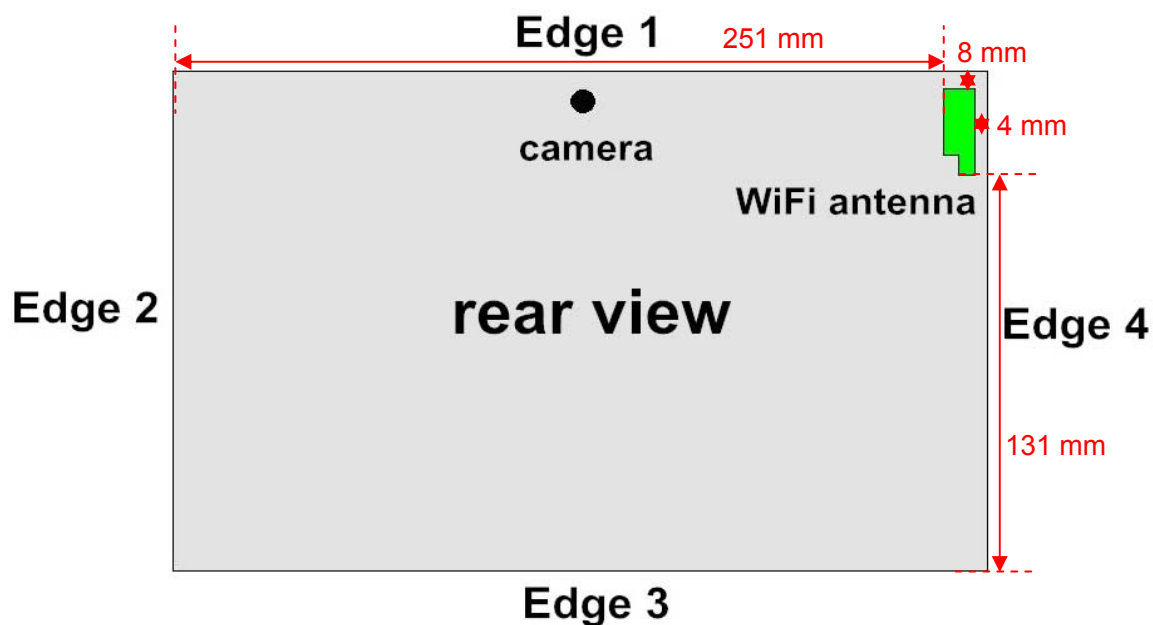 Edge 1
251 mm
8 mm
4 mm
camera
WiFi antenna
Edge 2
rear view
Edge 4
131 mm
Edge 3